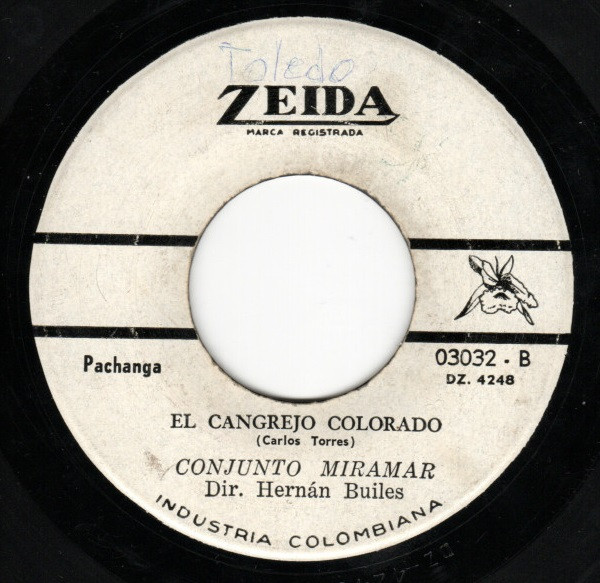 Toledo
ZEIDA
MARCA REGISTRADA
Pachanga
03032 - B
DZ. 4248
EL CANGREJO COLORADO
(Carlos Torres)
CONJUNTO MIRAMAR
Dir. Hernán Builes
INDUSTRIA COLOMBIANA